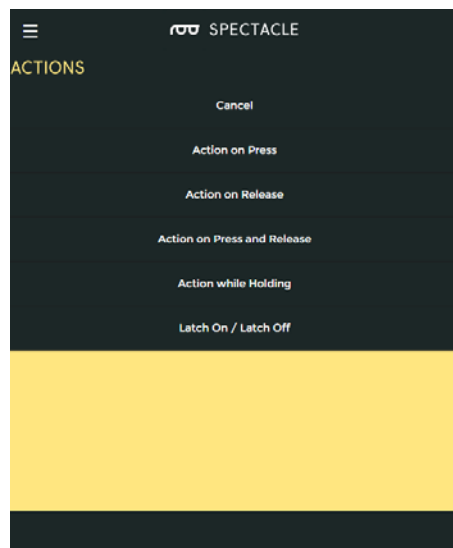 SPECTACLE
ACTIONS
Cancel
Action on Press
Action on Release
Action on Press and Release
Action while Holding
Latch On / Latch Off